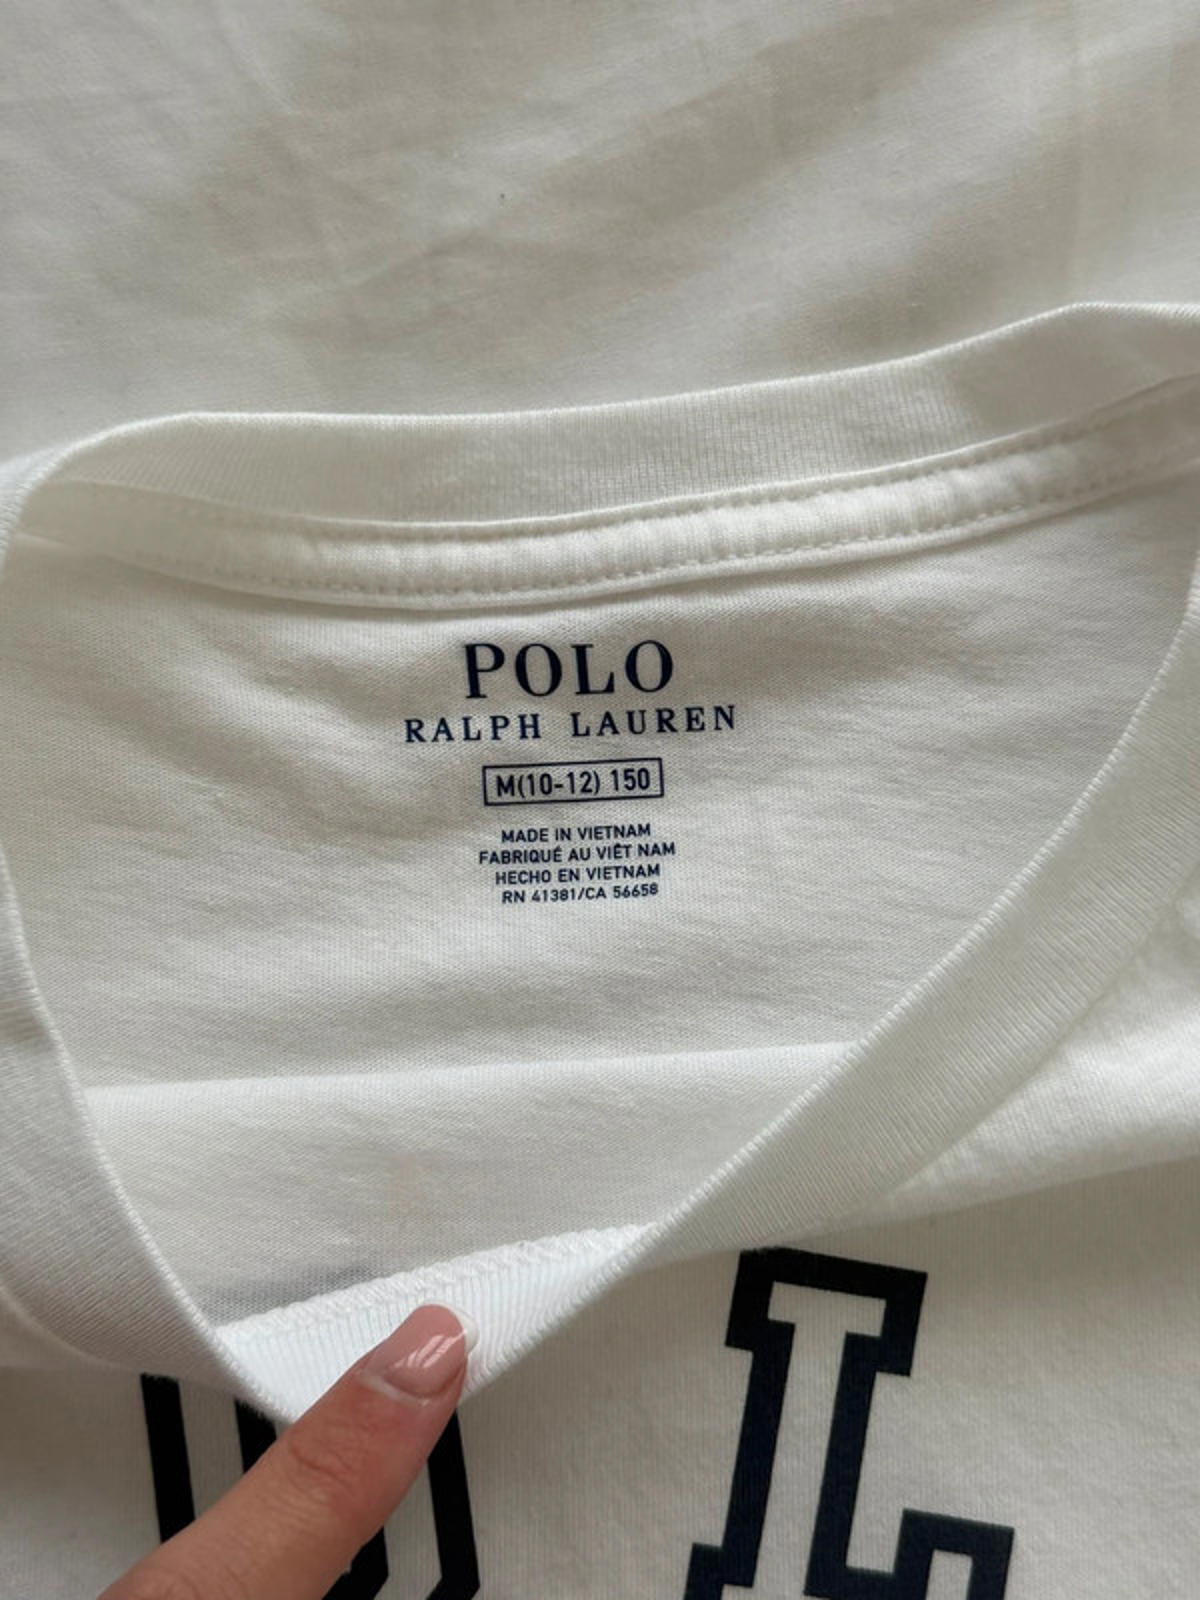 POLO
RALPH LAUREN
M(10-12) 150
MADE IN VIETNAM
FABRIQUÉ AU VIÊT NAM
HECHO EN VIETNAM
RN 41381/CA 56658
OL